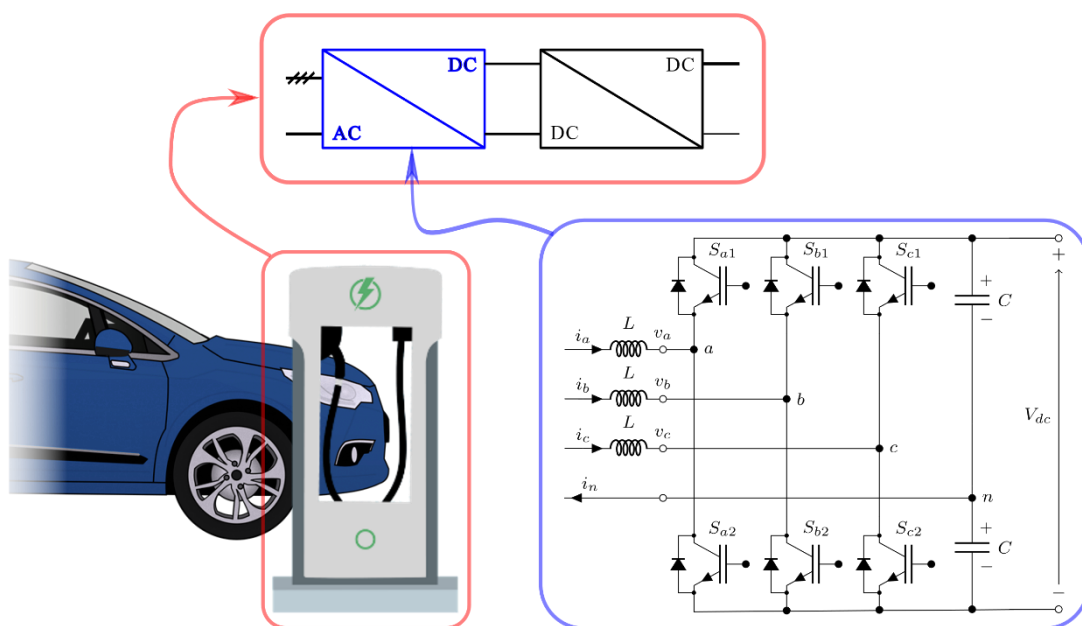 DC
DC
AC
DC
S_{a1}
S_{b1}
S_{c1}
+
+
C
−
L
i_a
v_a
a
L
i_b
v_b
b
V_{dc}
L
i_c
v_c
c
i_n
n
S_{a2}
S_{b2}
S_{c2}
+
C
−
−